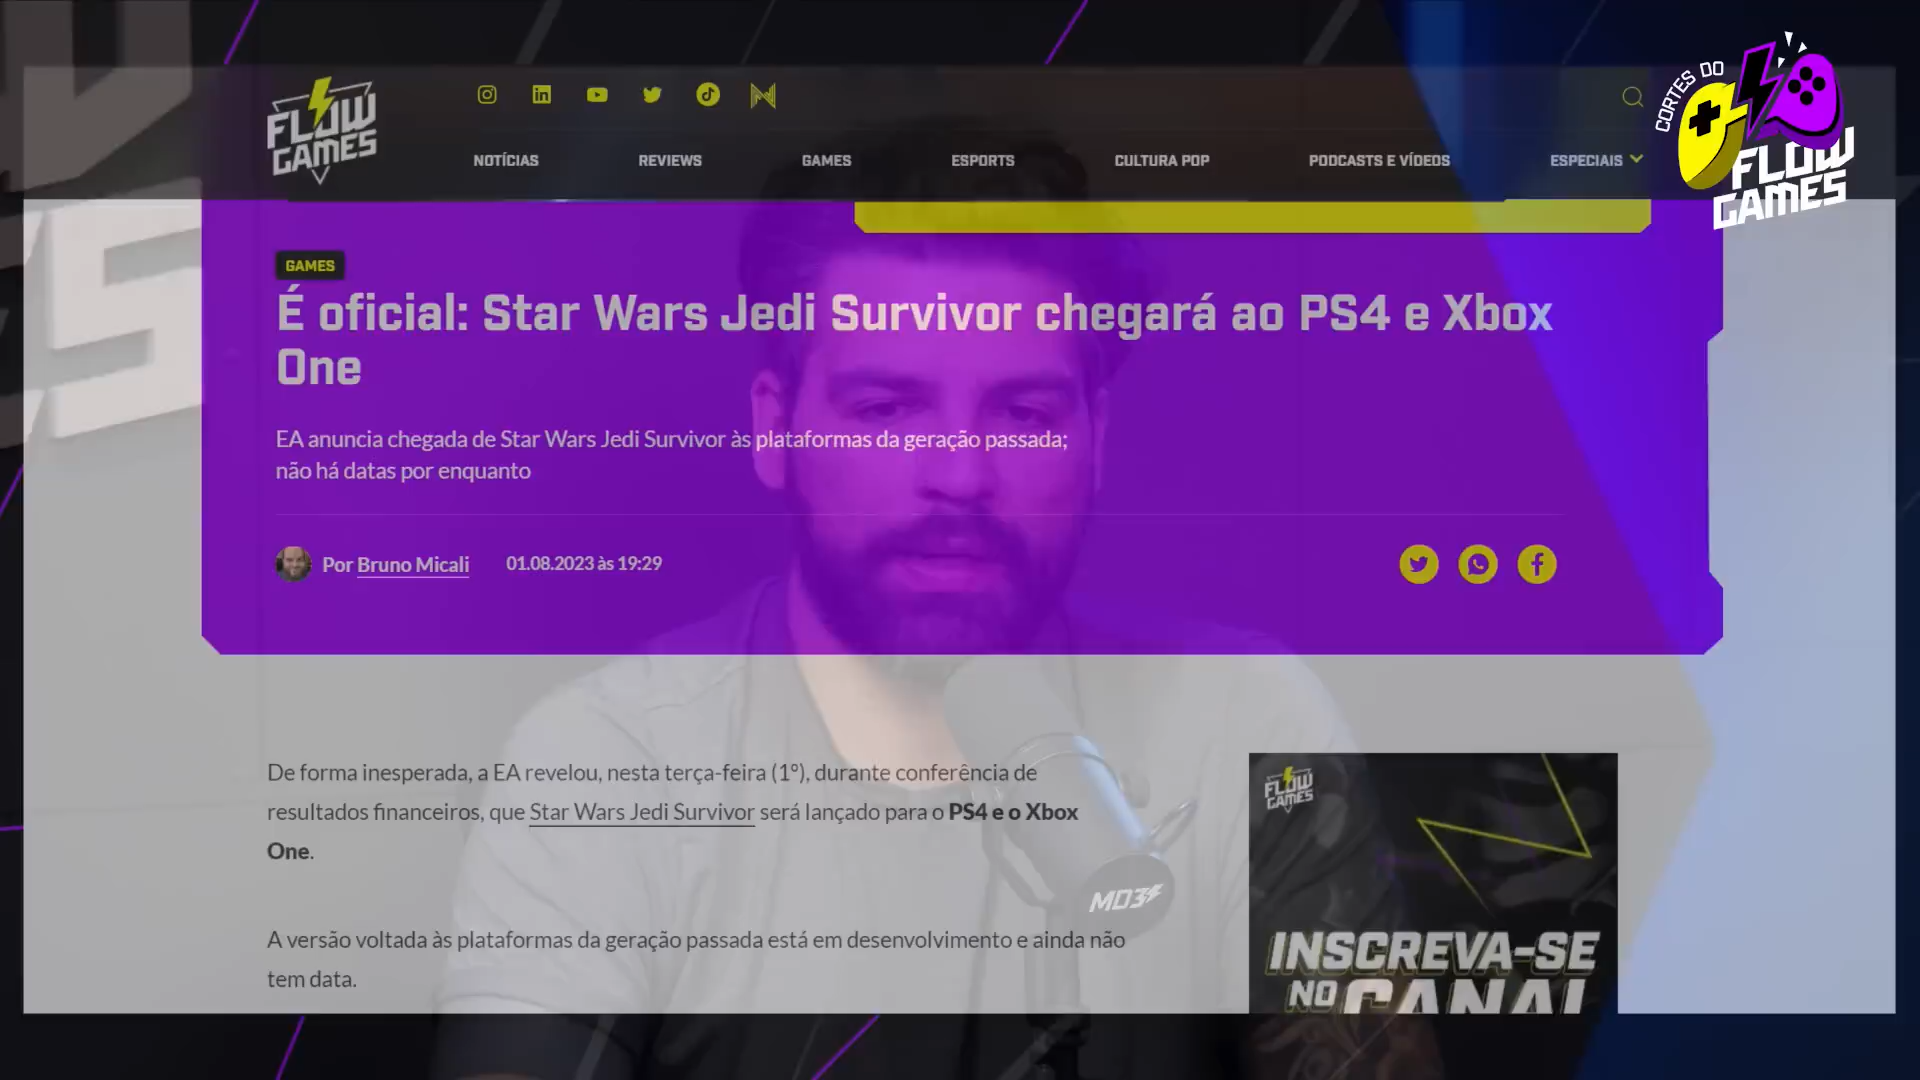 CORTES DO
FLOW
GAMES
FLOW
GAMES
NOTÍCIAS
REVIEWS
GAMES
ESPORTS
CULTURA POP
PODCASTS E VÍDEOS
ESPECIAIS
GAMES
É oficial: Star Wars Jedi Survivor chegará ao PS4 e Xbox
One
EA anuncia chegada de Star Wars Jedi Survivor às plataformas da geração passada;
não há datas por enquanto
Por Bruno Micali
01.08.2023 às 19:29
De forma inesperada, a EA revelou, nesta terça-feira (1º), durante conferência de
resultados financeiros, que Star Wars Jedi Survivor será lançado para o PS4 e o Xbox
One.
A versão voltada às plataformas da geração passada está em desenvolvimento e ainda não
tem data.
MD3
FLOW
GAMES
INSCREVA-SE
NO CANAL